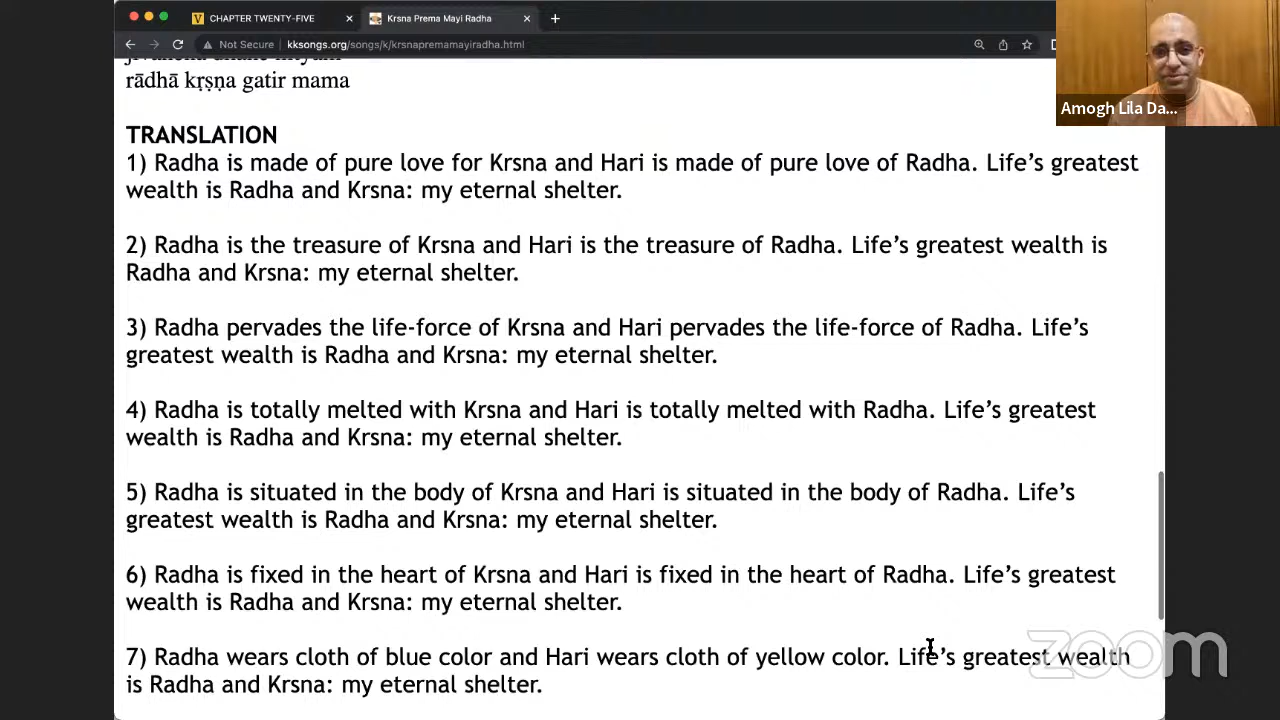 CHAPTER TWENTY-FIVE
Krsna Prema Mayi Radha
Not Secure | kksongs.org/songs/k/krsnapremamayiradha.html
rādhā kṛṣṇa gatir mama
Amogh Lila Da...
TRANSLATION
1) Radha is made of pure love for Krsna and Hari is made of pure love of Radha. Life’s greatest
wealth is Radha and Krsna: my eternal shelter.
2) Radha is the treasure of Krsna and Hari is the treasure of Radha. Life’s greatest wealth is
Radha and Krsna: my eternal shelter.
3) Radha pervades the life-force of Krsna and Hari pervades the life-force of Radha. Life’s
greatest wealth is Radha and Krsna: my eternal shelter.
4) Radha is totally melted with Krsna and Hari is totally melted with Radha. Life’s greatest
wealth is Radha and Krsna: my eternal shelter.
5) Radha is situated in the body of Krsna and Hari is situated in the body of Radha. Life’s
greatest wealth is Radha and Krsna: my eternal shelter.
6) Radha is fixed in the heart of Krsna and Hari is fixed in the heart of Radha. Life’s greatest
wealth is Radha and Krsna: my eternal shelter.
7) Radha wears cloth of blue color and Hari wears cloth of yellow color. Life’s greatest wealth
is Radha and Krsna: my eternal shelter.
zoom